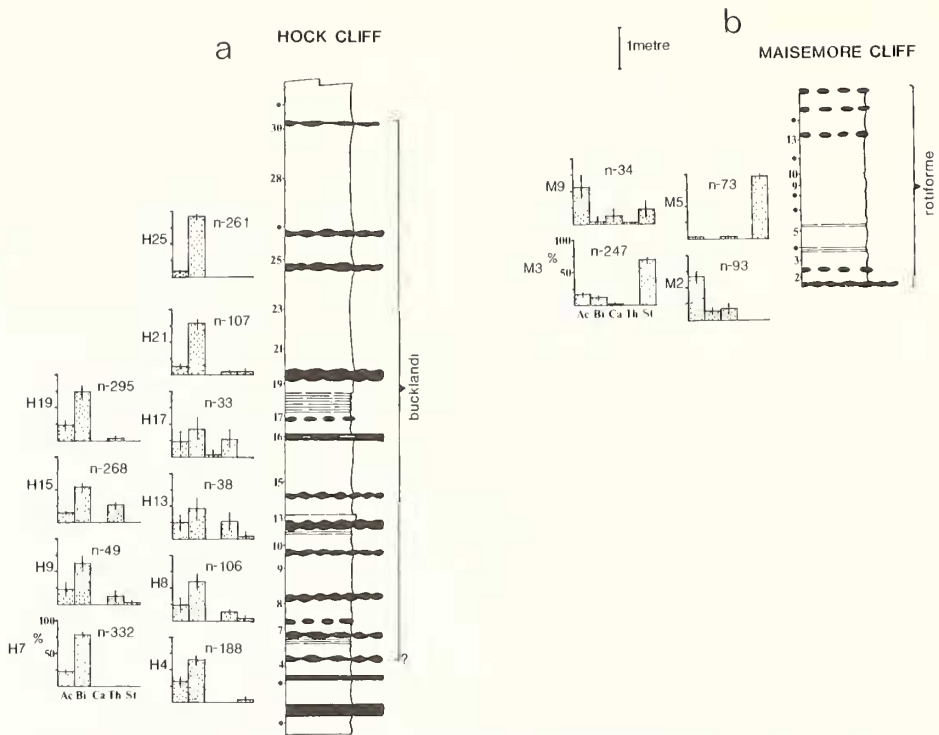 a
HOCK CLIFF
30
28
25
23
21
19
17
16
15
13
10
9
8
7
4
?
bucklandi
H25
n-261
H21
n-107
H19
n-295
H17
n-33
H15
n-268
H13
n-38
H9
n-49
H8
n-106
H7
100
%
50
n-332
Ac Bi Ca Th St
H4
n-188
1metre
b
MAISEMORE CLIFF
13
10
9
5
3
2
rotiforme
M9
n-34
M5
n-73
M3
100
%
50
n-247
Ac Bi Ca Th St
M2
n-93